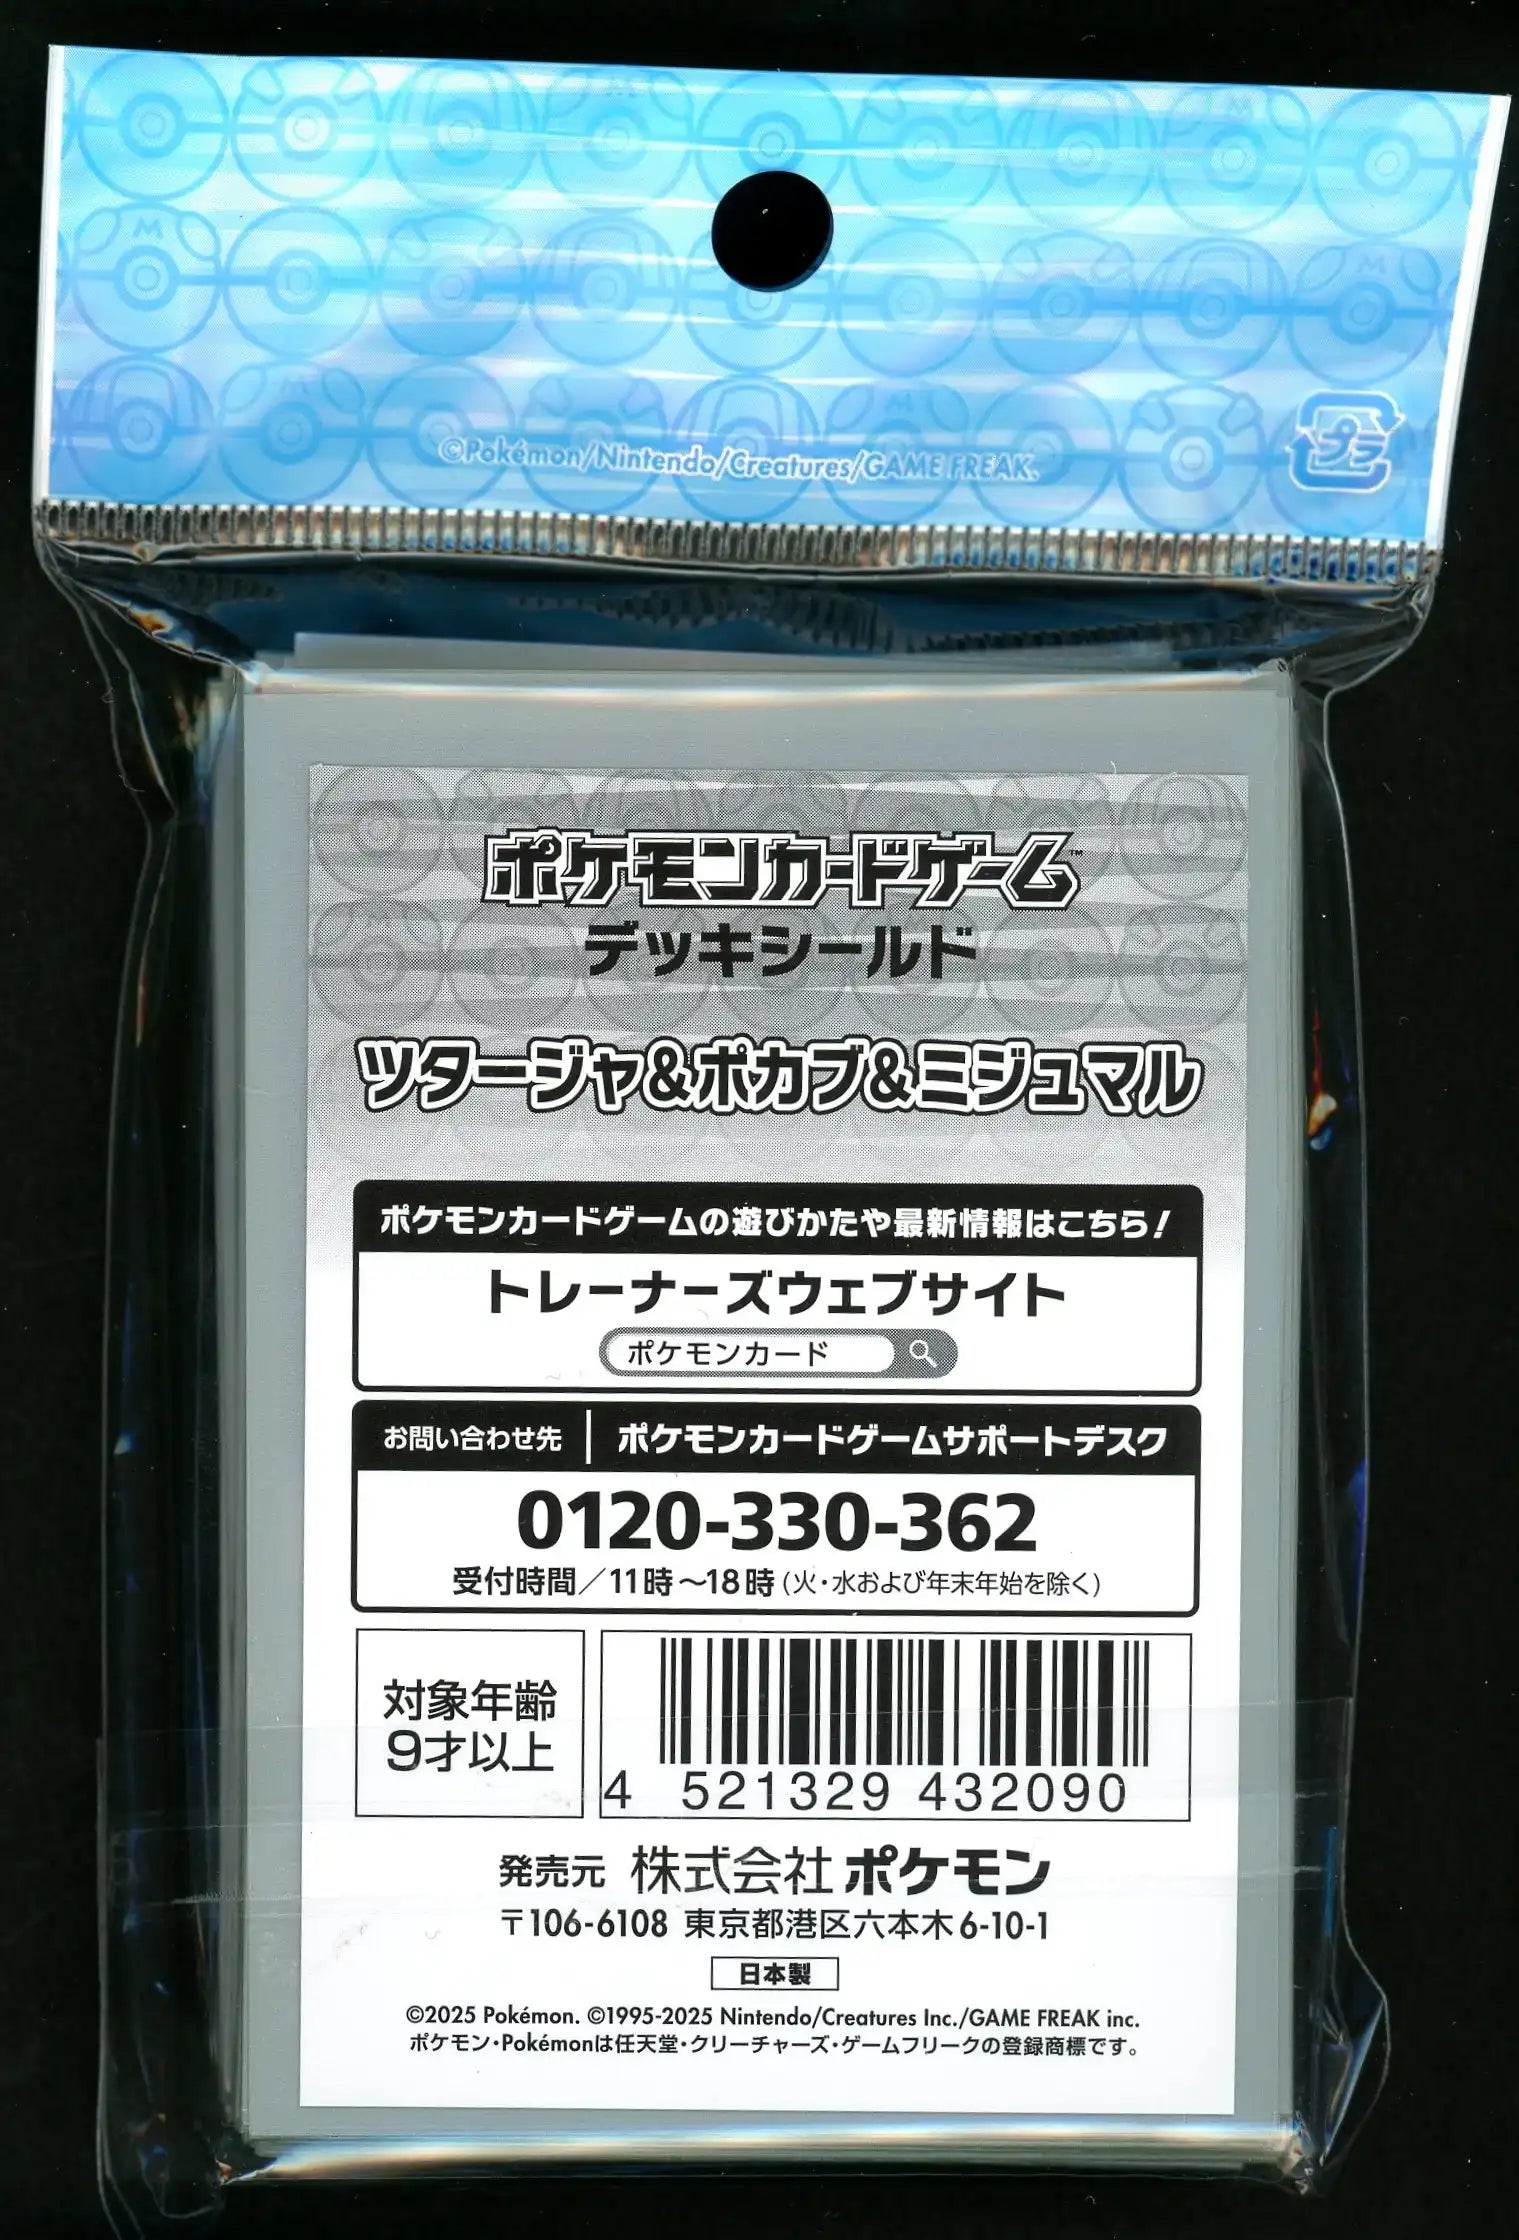 ©Pokémon/Nintendo/Creatures/GAME FREAK.
プラ
ポケモンカードゲーム™
デッキシールド
ツタージャ&ポカブ&ミジュマル
ポケモンカードゲームの遊びかたや最新情報はこちら!
トレーナーズウェブサイト
ポケモンカード
お問い合わせ先 | ポケモンカードゲームサポートデスク
0120-330-362
受付時間/11時~18時(火・水および年末年始を除く)
対象年齢
9才以上
4 521329 432090
発売元 株式会社ポケモン
〒106-6108 東京都港区六本木6-10-1
日本製
©2025 Pokémon. ©1995-2025 Nintendo/Creatures Inc./GAME FREAK inc.
ポケモン・Pokémonは任天堂・クリーチャーズ・ゲームフリークの登録商標です。